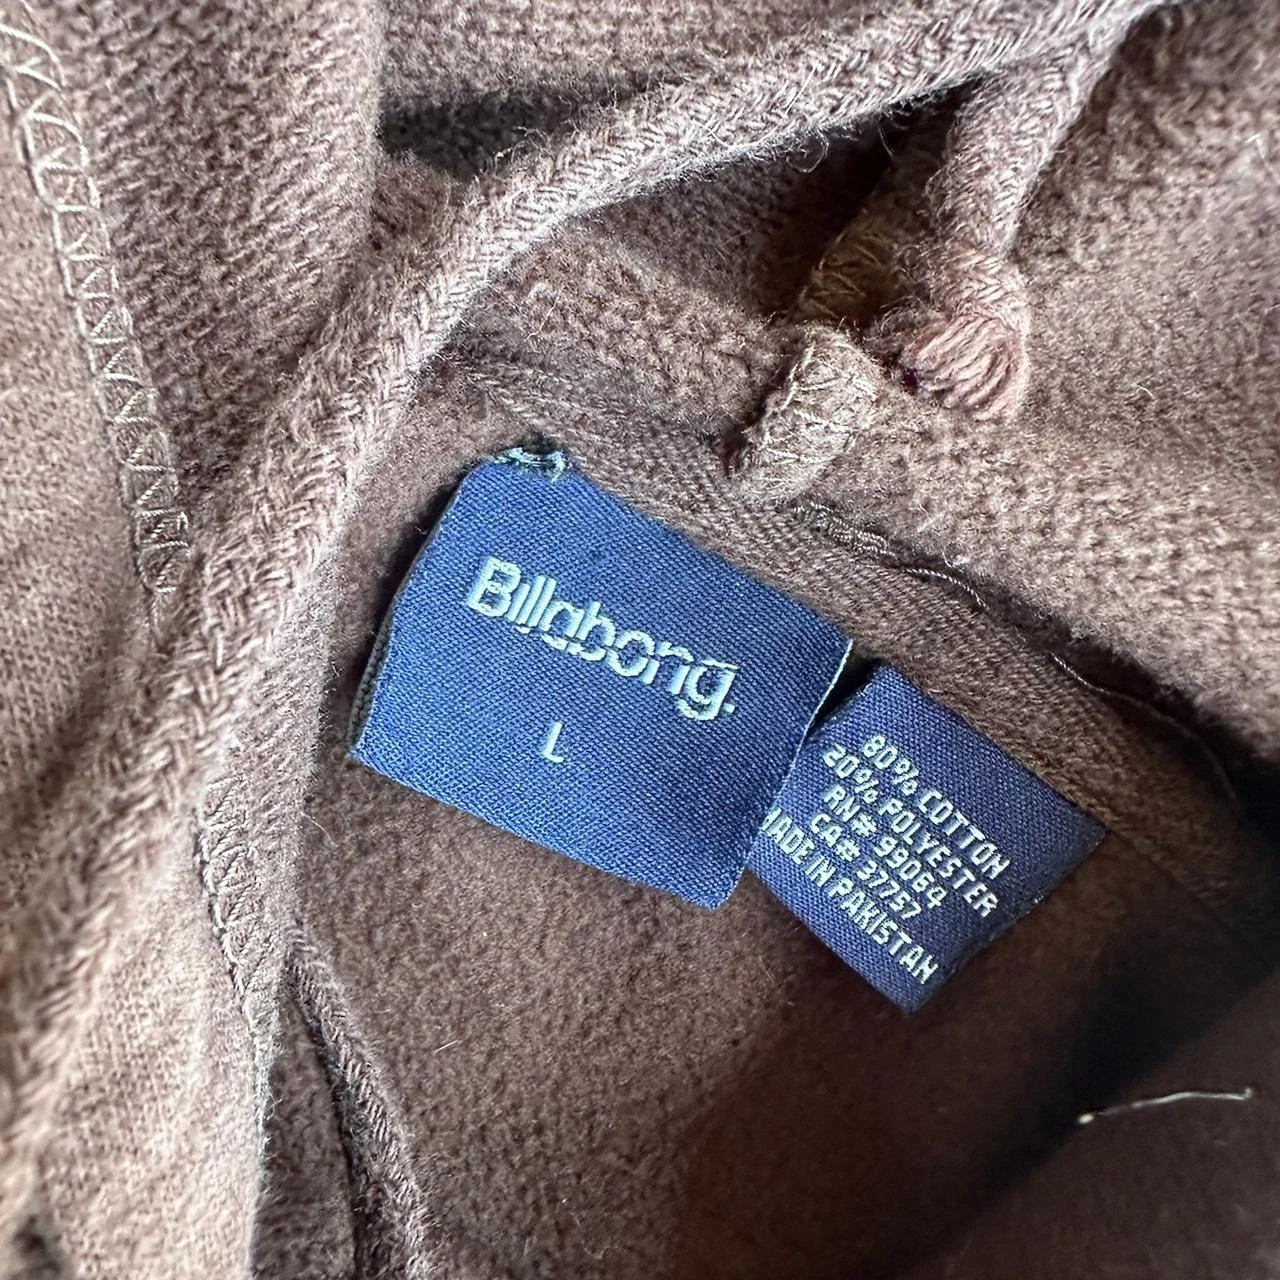 Billabong.
L
80% COTTON
20% POLYESTER
RN# 99064
CA# 37757
MADE IN PAKISTAN